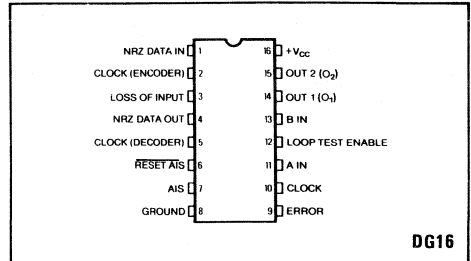 NRZ DATA IN 1 16 +VCC
CLOCK (ENCODER) 2 15 OUT 2 (O2)
LOSS OF INPUT 3 14 OUT 1 (O1)
NRZ DATA OUT 4 13 B IN
CLOCK (DECODER) 5 12 LOOP TEST ENABLE
RESET AIS 6 11 A IN
AIS 7 10 CLOCK
GROUND 8 9 ERROR
DG16